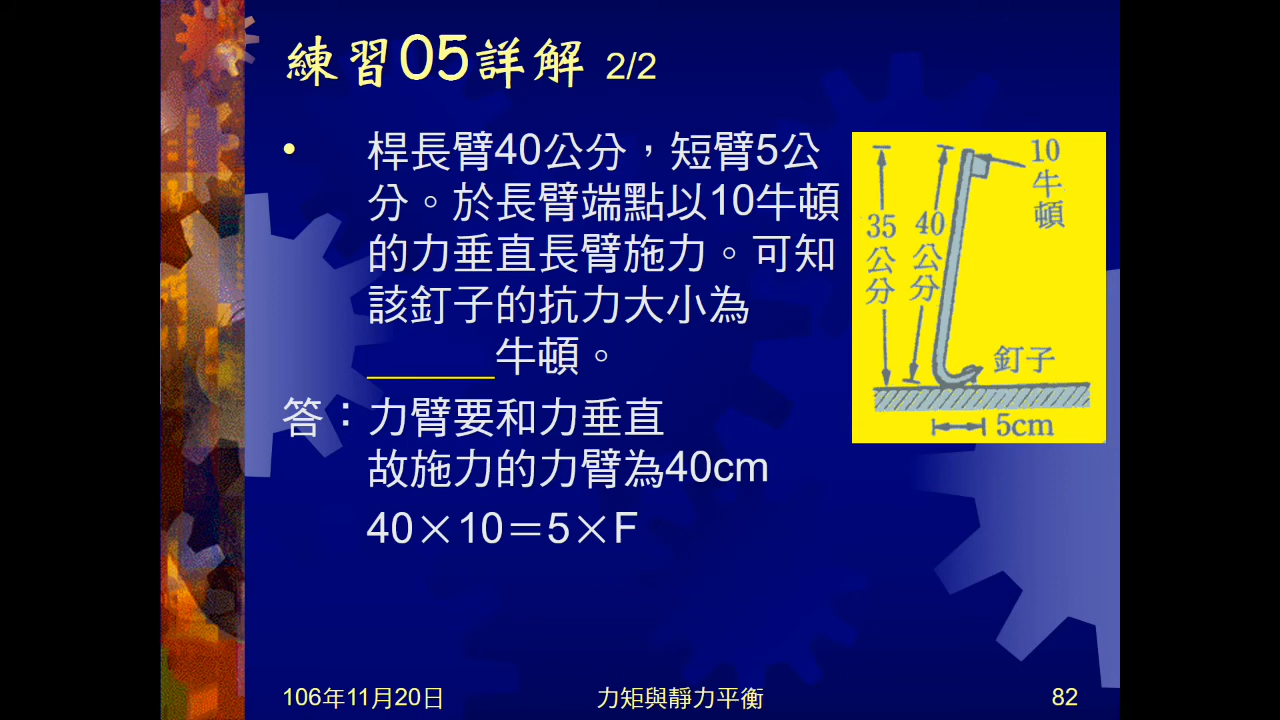 練習05詳解 2/2
• 桿長臂40公分，短臂5公
分。於長臂端點以10牛頓
的力垂直長臂施力。可知
該釘子的抗力大小為
______牛頓。
答：力臂要和力垂直
故施力的力臂為40cm
40×10＝5×F
10
牛
頓
35
公
分
40
公
分
釘子
5cm
106年11月20日
力矩與靜力平衡
82